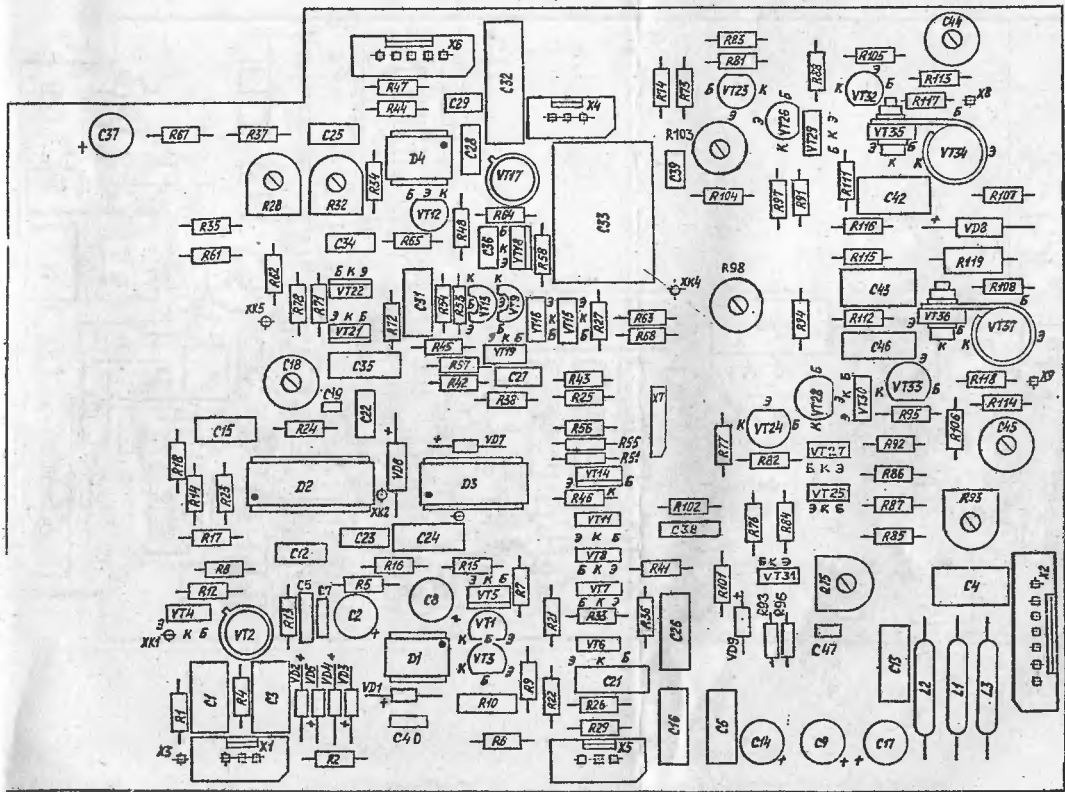 X6
C32
R47
R44
C29
X4
R83
R81
R14
R73
VT23
Б
К
R88
R105
C44
К
VT32
Б
Э
R113
R117
X8
C37
+
R67
R37
C25
D4
C28
VT17
R103
Э
VT26
Б
К
VT29
Б К Э
VT35
Э
Б
К
К
VT34
Э
Б
R28
R32
R34
Б Э К
VT12
R48
R64
C33
C39
R104
R97
R91
R111
C42
R107
R35
R61
C34
R65
C36
Б
К
Э
VT18
R58
R116
+
VD8
R115
R119
R62
XK5
R70
R71
Б К Э
VT22
Э К Б
VT21
R72
C31
R54
R53
К
Б
Э
VT13
К
Э
Б
VT9
VT16
Э
К
Б
VT15
Э
К
Б
R27
R63
R68
XK4
R98
R94
C43
R112
R108
VT36
Э
Б
К
К
VT37
Э
Б
C46
C18
C35
R45
R57
R42
R38
Э К Б
VT19
C27
R43
R25
C49
C22
R24
C15
X7
Э
К
VT24
Б
Б
VT28
К
К Б
VT30
Э
Э
К
VT33
Б
R118
X9
R95
R114
R106
C45
R56
R55
R51
VT14
Э
К
Б
R46
R77
R82
VT27
Б К Э
VT25
Э К Б
R92
R86
R87
R85
R93
R18
R14
R23
D2
XK2
+
VD8
+
VD7
D3
R17
C12
C23
C24
R102
C38
R76
R84
VT11
Э К Б
VT8
Б К Э
VT7
Б К Э
R33
VT6
Э К Б
C21
R8
R12
R16
R15
R5
C5
C7
R13
C2
+
C8
+
Э К Б
VT5
R7
R41
R101
Б К Э
VT31
R75
C4
X2
VT4
Э К Б
XK1
VT2
VT1
К Б Э
VT3
К
Э
Б
R21
R36
C26
VD9
R93
R96
C47
C13
L2
L1
L3
R1
C1
R4
C3
VD2
VD5
VD4
VD3
+
+
+
+
D1
VD1
+
C40
R10
R9
R22
R26
R29
C16
C6
C14
+
C9
+
C17
+
X3
X1
R2
R6
X5